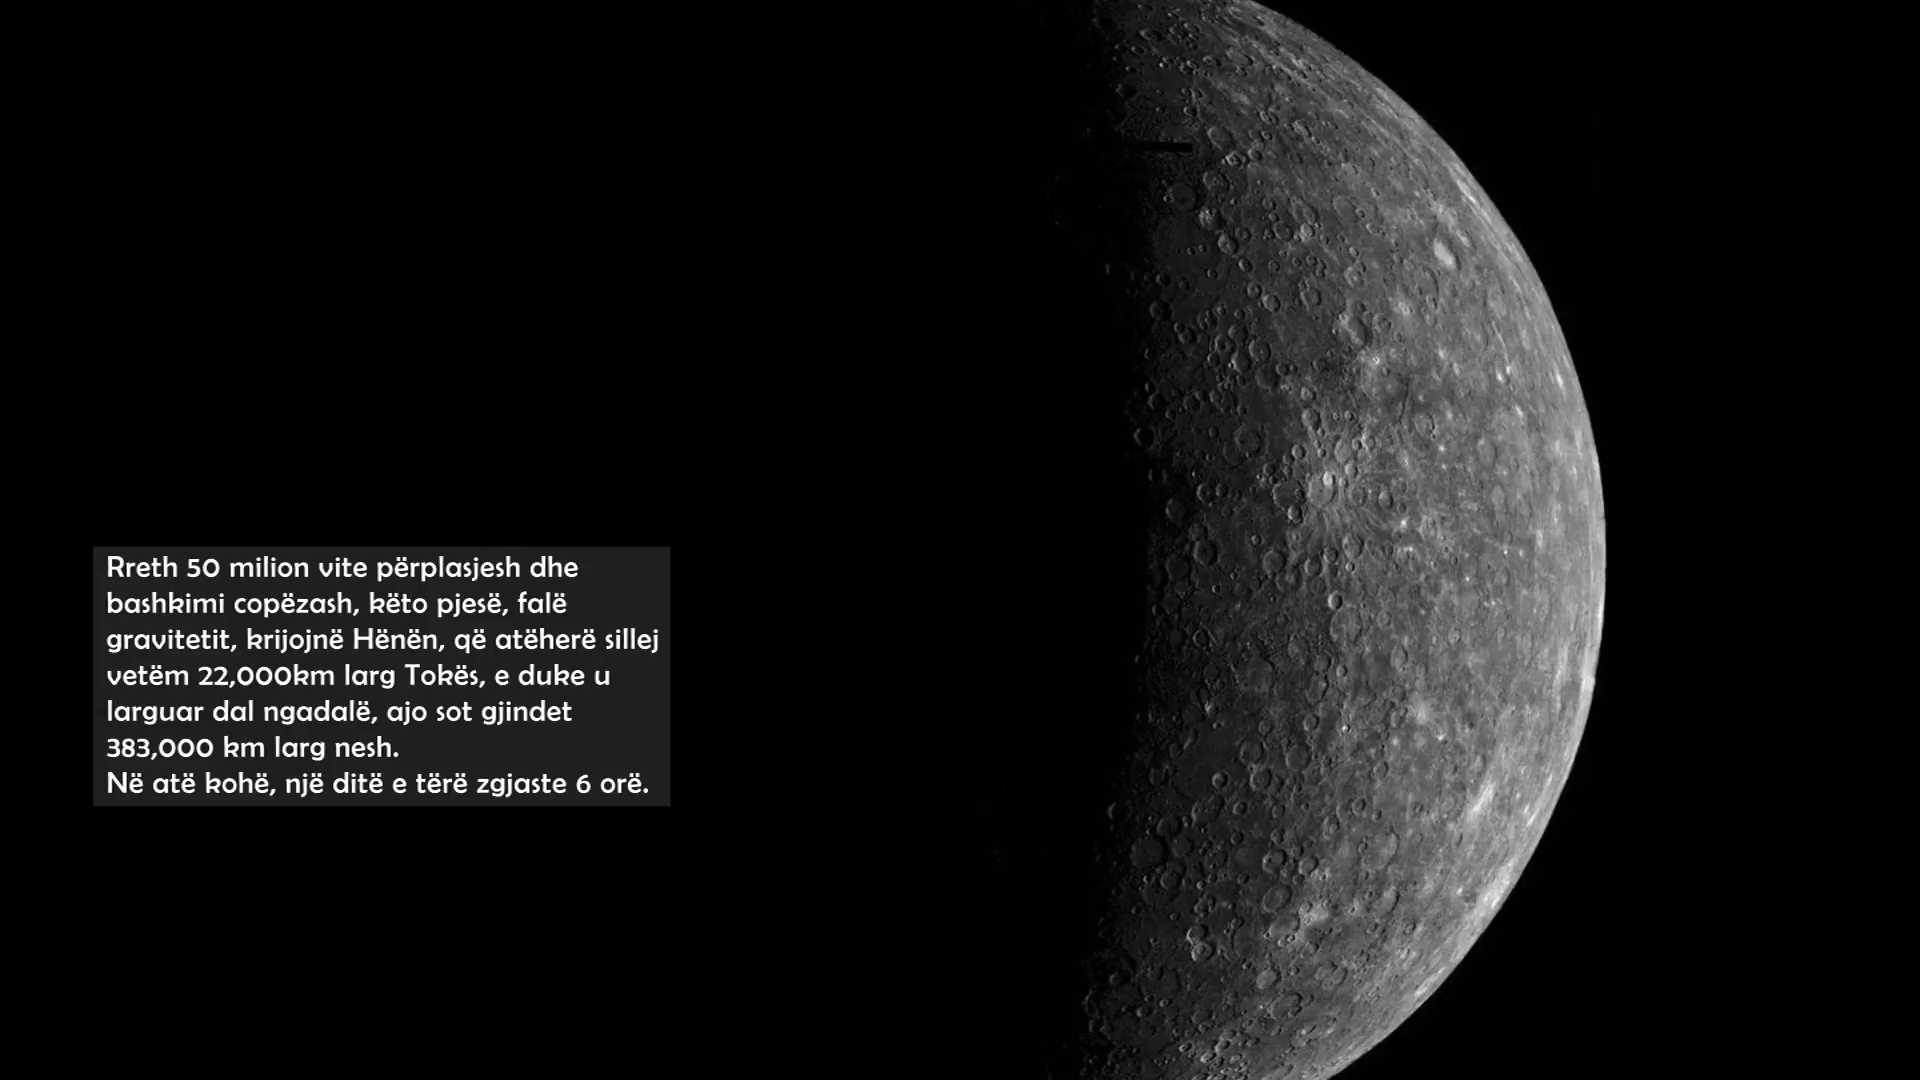 Rreth 50 milion vite përplasjesh dhe
bashkimi copëzash, këto pjesë, falë
gravitetit, krijojnë Hënën, që atëherë sillej
vetëm 22,000km larg Tokës, e duke u
larguar dal ngadalë, ajo sot gjindet
383,000 km larg nesh.
Në atë kohë, një ditë e tërë zgjaste 6 orë.